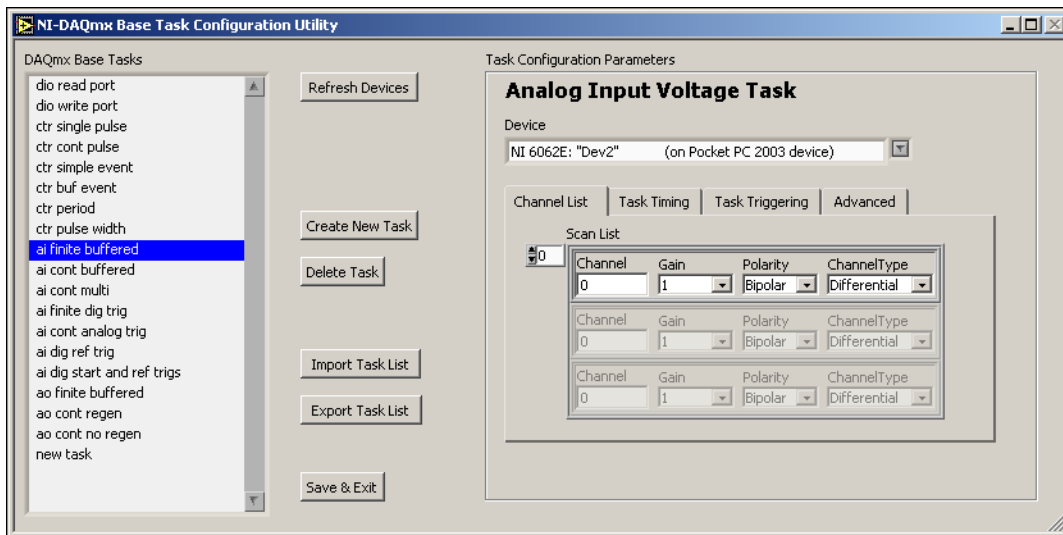 NI-DAQmx Base Task Configuration Utility
DAQmx Base Tasks
dio read port
dio write port
ctr single pulse
ctr cont pulse
ctr simple event
ctr buf event
ctr period
ctr pulse width
ai finite buffered
ai cont buffered
ai cont multi
ai finite dig trig
ai cont analog trig
ai dig ref trig
ai dig start and ref trigs
ao finite buffered
ao cont regen
ao cont no regen
new task
Refresh Devices
Create New Task
Delete Task
Import Task List
Export Task List
Save & Exit
Task Configuration Parameters
Analog Input Voltage Task
Device
NI 6062E: "Dev2" (on Pocket PC 2003 device)
Channel List Task Timing Task Triggering Advanced
Scan List
0
Channel Gain Polarity ChannelType
0 1 Bipolar Differential
Channel Gain Polarity ChannelType
0 1 Bipolar Differential
Channel Gain Polarity ChannelType
0 1 Bipolar Differential